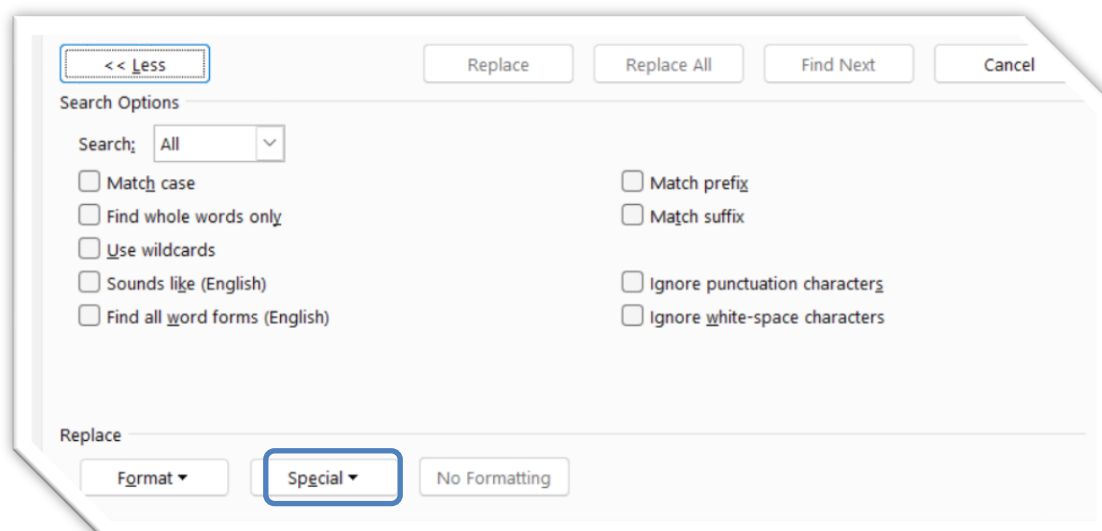 << Less Replace Replace All Find Next Cancel
Search Options
Search: All
Match case Match prefix
Find whole words only Match suffix
Use wildcards
Sounds like (English) Ignore punctuation characters
Find all word forms (English) Ignore white-space characters
Replace
Format Special No Formatting